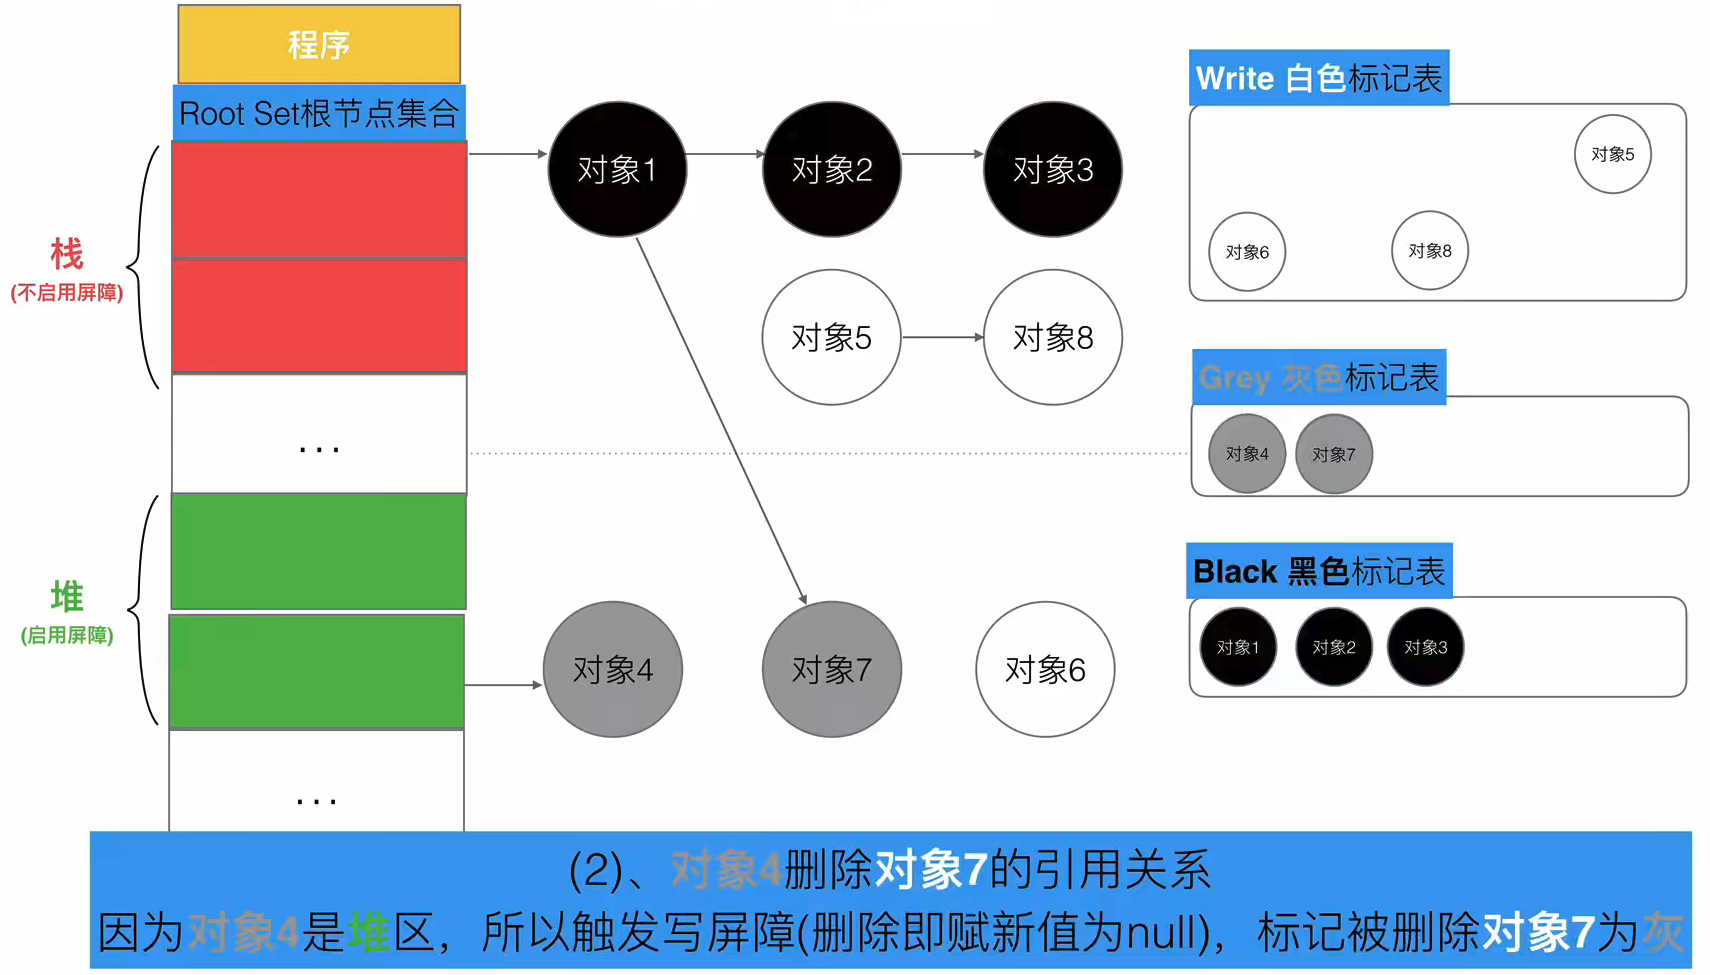 程序
Root Set根节点集合
栈
(不启用屏障)
...
堆
(启用屏障)
...
对象1
对象2
对象3
对象5
对象8
对象4
对象7
对象6
Write 白色标记表
对象5
对象6
对象8
Grey 灰色标记表
对象4
对象7
Black 黑色标记表
对象1
对象2
对象3
(2)、对象4删除对象7的引用关系
因为对象4是堆区，所以触发写屏障(删除即赋新值为null)，标记被删除对象7为灰